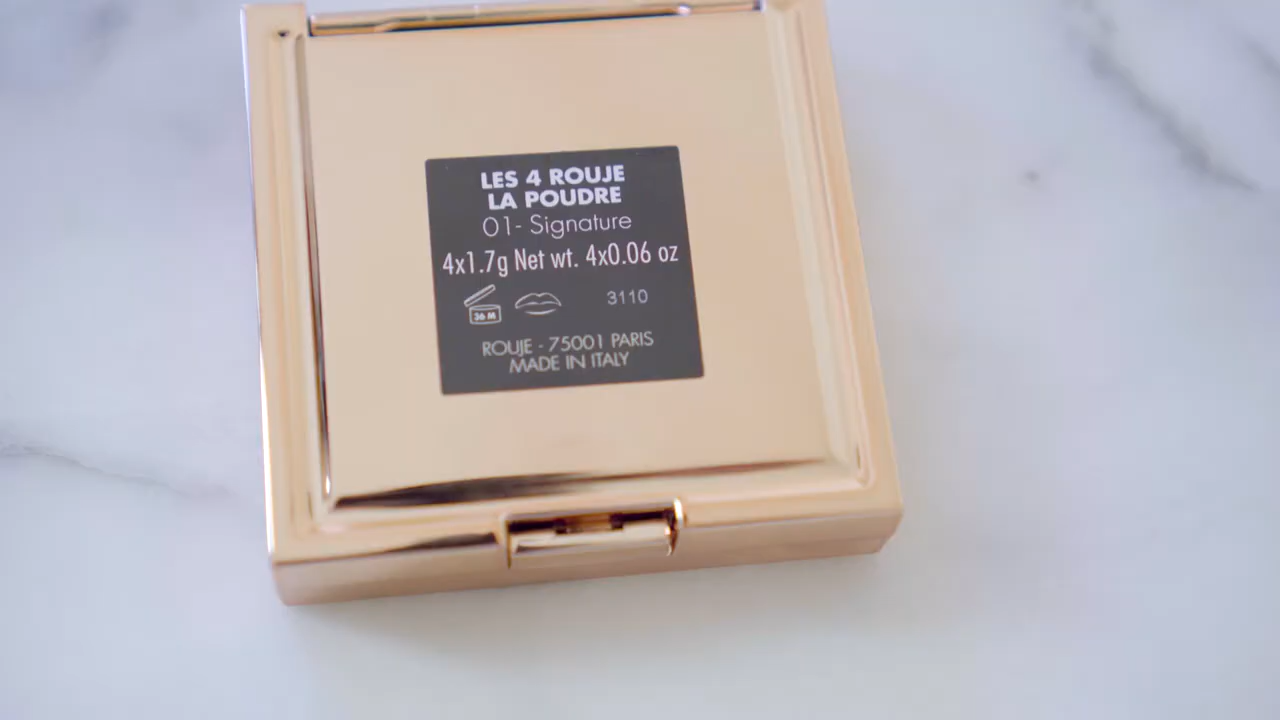 LES 4 ROUJE
LA POUDRE
01- Signature
4x1.7g Net wt. 4x0.06 oz
36 M
3110
ROUJE - 75001 PARIS
MADE IN ITALY